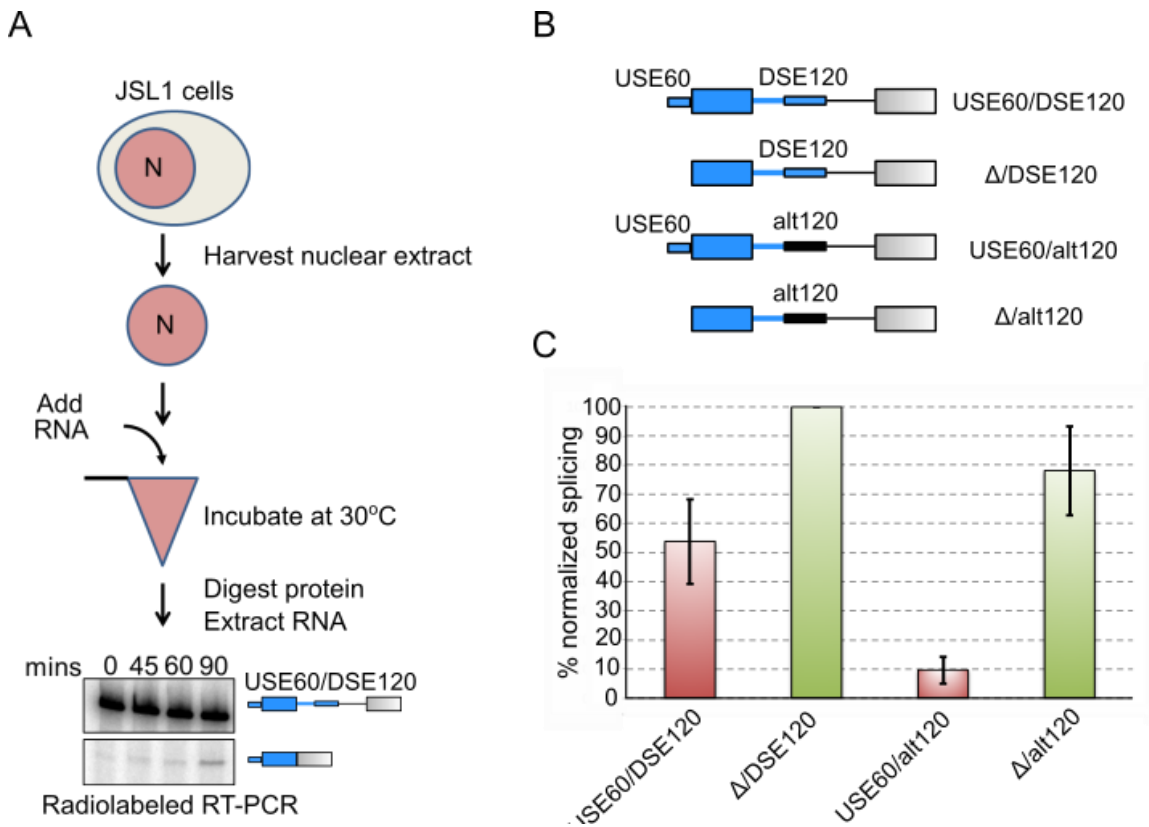 A
JSL1 cells
N
Harvest nuclear extract
N
Add
RNA
Incubate at 30°C
Digest protein
Extract RNA
mins 0 45 60 90
USE60/DSE120
Radiolabeled RT-PCR
B
USE60 DSE120
USE60/DSE120
DSE120
Δ/DSE120
USE60 alt120
USE60/alt120
alt120
Δ/alt120
C
% normalized splicing
100
90
80
70
60
50
40
30
20
10
0
USE60/DSE120
Δ/DSE120
USE60/alt120
Δ/alt120